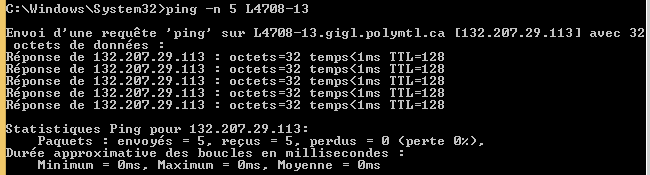 C:\Windows\System32>ping -n 5 L4708-13
Envoi d'une requête 'ping' sur L4708-13.gigl.polymtl.ca [132.207.29.113] avec 32
octets de données :
Réponse de 132.207.29.113 : octets=32 temps<1ms TTL=128
Réponse de 132.207.29.113 : octets=32 temps<1ms TTL=128
Réponse de 132.207.29.113 : octets=32 temps<1ms TTL=128
Réponse de 132.207.29.113 : octets=32 temps<1ms TTL=128
Réponse de 132.207.29.113 : octets=32 temps<1ms TTL=128
Statistiques Ping pour 132.207.29.113:
Paquets : envoyés = 5, reçus = 5, perdus = 0 (perte 0%),
Durée approximative des boucles en millisecondes :
Minimum = 0ms, Maximum = 0ms, Moyenne = 0ms